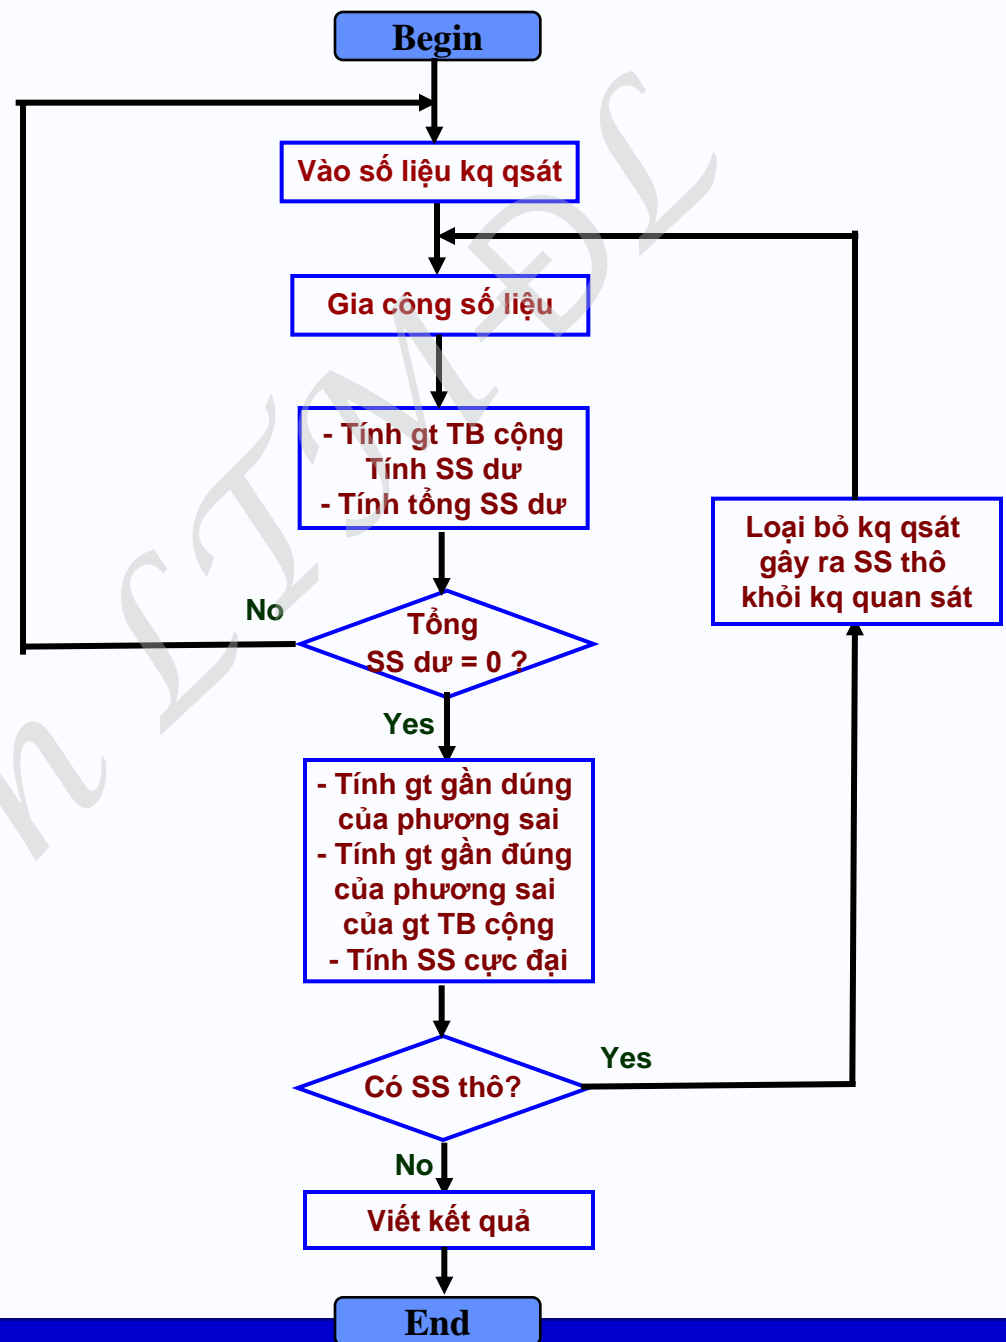 Begin
Vào số liệu kq qsát
Gia công số liệu
- Tính gt TB cộng
Tính SS dư
- Tính tổng SS dư
Loại bỏ kq qsát
gây ra SS thô
khỏi kq quan sát
No
Tổng
SS dư = 0 ?
Yes
- Tính gt gần dúng
của phương sai
- Tính gt gần đúng
của phương sai
của gt TB cộng
- Tính SS cực đại
Yes
Có SS thô?
No
Viết kết quả
End
n LTM-ĐL